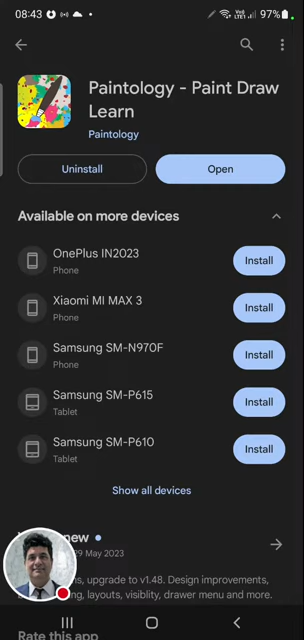 08:43 97%
Paintology - Paint Draw
Learn
Paintology
Uninstall Open
Available on more devices
OnePlus IN2023
Phone
Install
Xiaomi MI MAX 3
Phone
Install
Samsung SM-N970F
Phone
Install
Samsung SM-P615
Tablet
Install
Samsung SM-P610
Tablet
Install
Show all devices
new
29 May 2023
upgrade to v1.48. Design improvements,
layouts, visiblity, drawer menu and more.
Rate this app